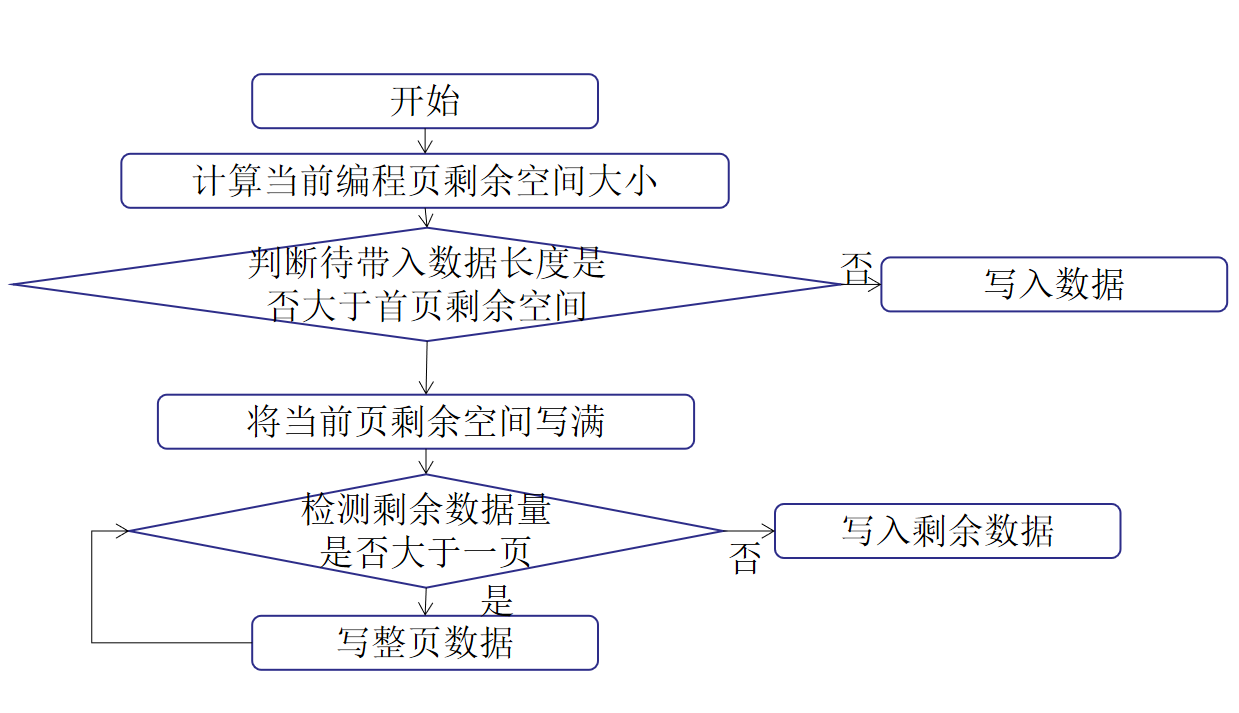 开始
计算当前编程页剩余空间大小
判断待带入数据长度是
否大于首页剩余空间
否
写入数据
将当前页剩余空间写满
检测剩余数据量
是否大于一页
否
写入剩余数据
是
写整页数据